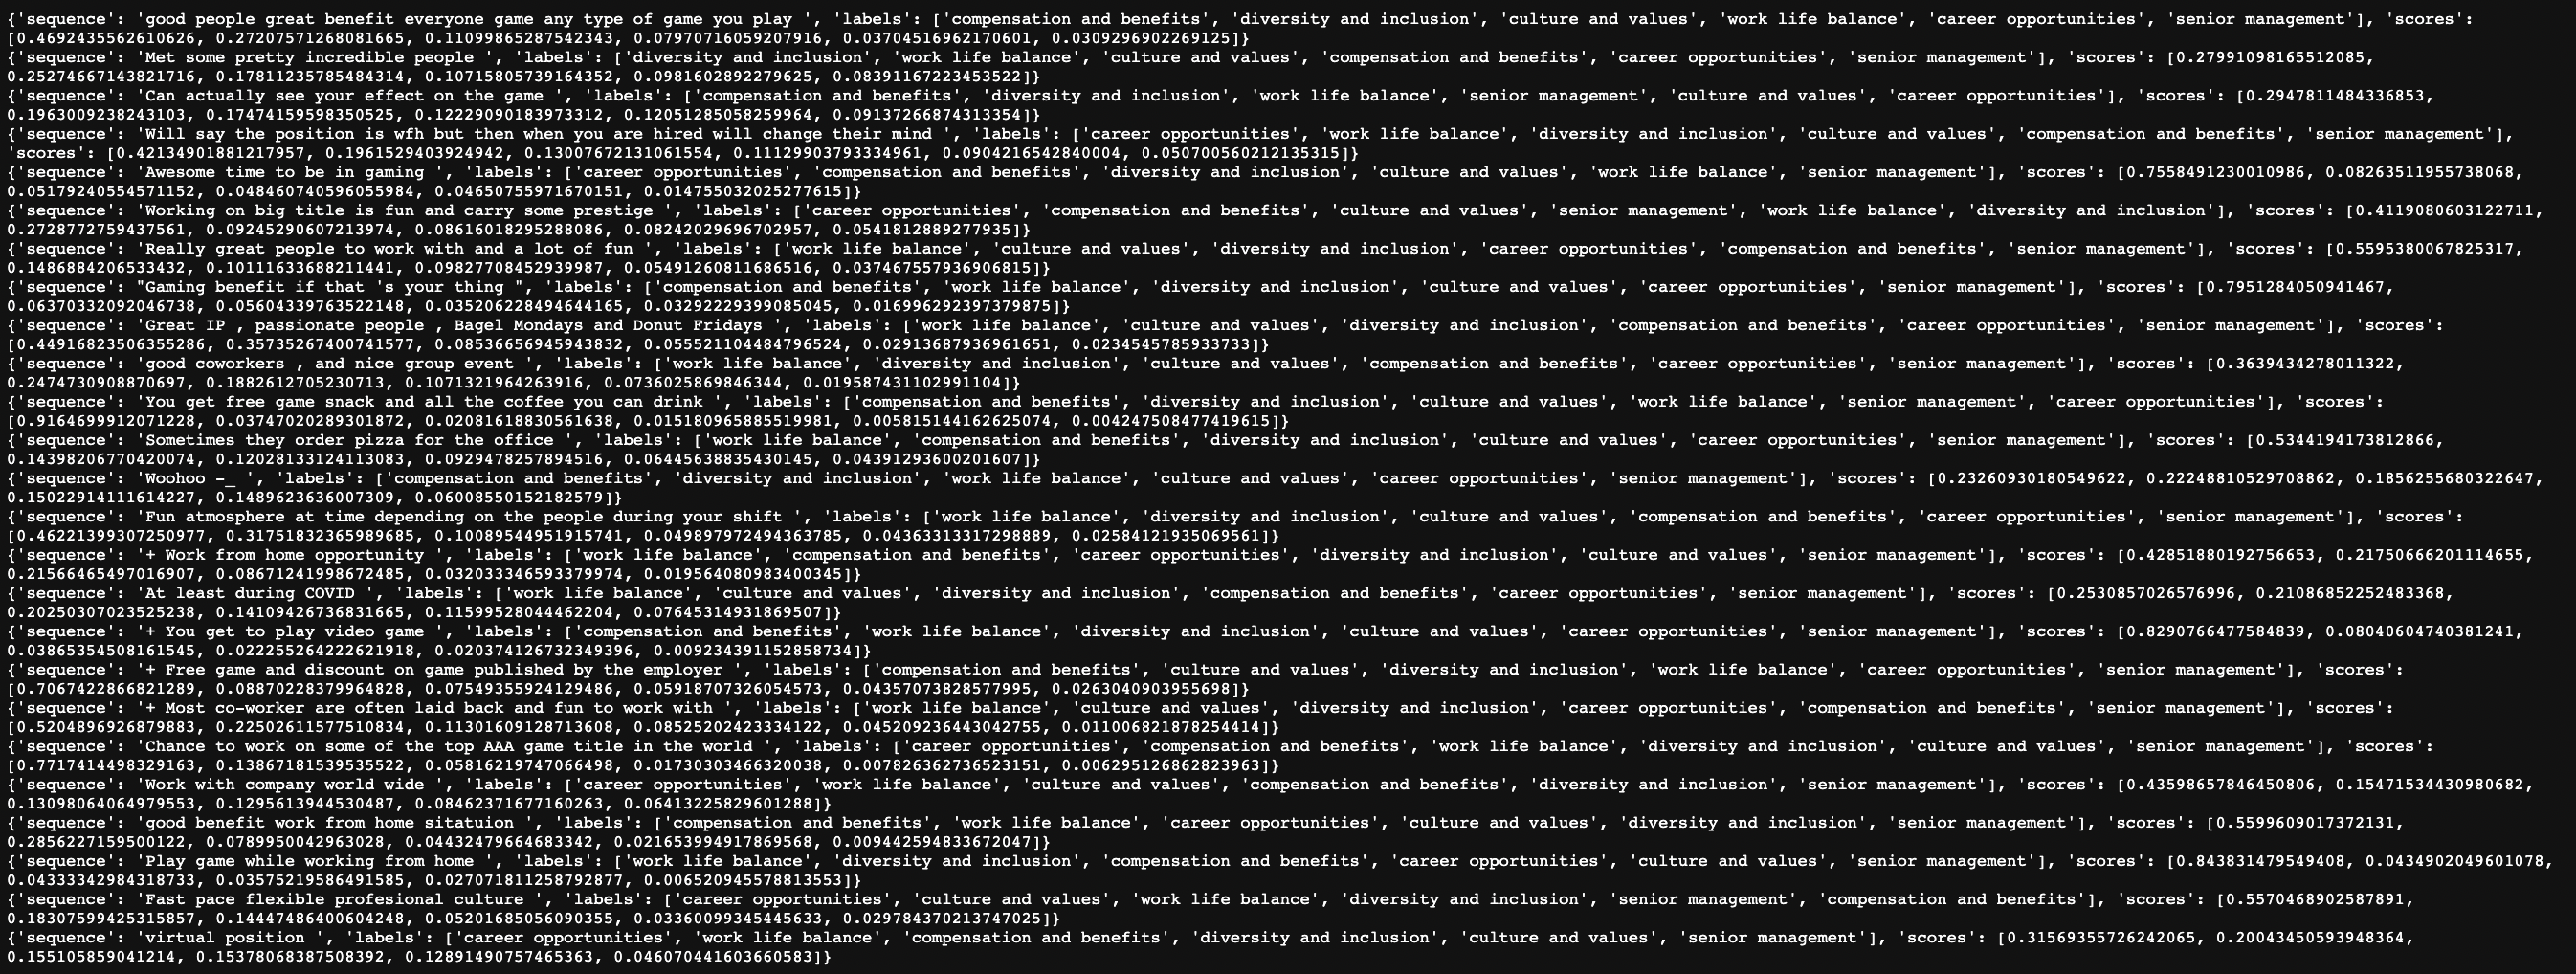 {'sequence': 'good people great benefit everyone game any type of game you play ', 'labels': ['compensation and benefits', 'diversity and inclusion', 'culture and values', 'work life balance', 'career opportunities', 'senior management'], 'scores':
[0.4692435562610626, 0.27207571268081665, 0.11099865287542343, 0.07970716059207916, 0.03704516962170601, 0.0309296902269125]}
{'sequence': 'Met some pretty incredible people ', 'labels': ['diversity and inclusion', 'work life balance', 'culture and values', 'compensation and benefits', 'career opportunities', 'senior management'], 'scores': [0.27991098165512085,
0.25274667143821716, 0.17811235785484314, 0.10715805739164352, 0.0981602892279625, 0.08391167223453522]}
{'sequence': 'Can actually see your effect on the game ', 'labels': ['compensation and benefits', 'diversity and inclusion', 'work life balance', 'senior management', 'culture and values', 'career opportunities'], 'scores': [0.2947811484336853,
0.1963009238243103, 0.17474159598350525, 0.12229090183973312, 0.12051285058259964, 0.09137266874313354]}
{'sequence': 'Will say the position is wfh but then when you are hired will change their mind ', 'labels': ['career opportunities', 'work life balance', 'diversity and inclusion', 'culture and values', 'compensation and benefits', 'senior management'],
'scores': [0.42134901881217957, 0.1961529403924942, 0.13007672131061554, 0.11129903793334961, 0.0904216542840004, 0.050700560212135315]}
{'sequence': 'Awesome time to be in gaming ', 'labels': ['career opportunities', 'compensation and benefits', 'diversity and inclusion', 'culture and values', 'work life balance', 'senior management'], 'scores': [0.7558491230010986, 0.08263511955738068,
0.05179240554571152, 0.048460740596055984, 0.04650755971670151, 0.014755032025277615]}
{'sequence': 'Working on big title is fun and carry some prestige ', 'labels': ['career opportunities', 'compensation and benefits', 'culture and values', 'senior management', 'work life balance', 'diversity and inclusion'], 'scores': [0.4119080603122711,
0.2728772759437561, 0.09245290607213974, 0.08616018295288086, 0.08242029696702957, 0.0541812889277935]}
{'sequence': 'Really great people to work with and a lot of fun ', 'labels': ['work life balance', 'culture and values', 'diversity and inclusion', 'career opportunities', 'compensation and benefits', 'senior management'], 'scores': [0.5595380067825317,
0.1486884206533432, 0.10111633688211441, 0.09827708452939987, 0.05491260811686516, 0.037467557936906815]}
{'sequence': "Gaming benefit if that 's your thing ", 'labels': ['compensation and benefits', 'work life balance', 'diversity and inclusion', 'culture and values', 'career opportunities', 'senior management'], 'scores': [0.7951284050941467,
0.06370332092046738, 0.05604339763522148, 0.035206228494644165, 0.03292229399085045, 0.016996292397379875]}
{'sequence': 'Great IP , passionate people , Bagel Mondays and Donut Fridays ', 'labels': ['work life balance', 'culture and values', 'diversity and inclusion', 'compensation and benefits', 'career opportunities', 'senior management'], 'scores':
[0.44916823506355286, 0.35735267400741577, 0.08536656945943832, 0.055521104484796524, 0.02913687936961651, 0.0234545785933733]}
{'sequence': 'good coworkers , and nice group event ', 'labels': ['work life balance', 'diversity and inclusion', 'culture and values', 'compensation and benefits', 'career opportunities', 'senior management'], 'scores': [0.3639434278011322,
0.2474730908870697, 0.1882612705230713, 0.1071321964263916, 0.0736025869846344, 0.019587431102991104]}
{'sequence': 'You get free game snack and all the coffee you can drink ', 'labels': ['compensation and benefits', 'diversity and inclusion', 'culture and values', 'work life balance', 'senior management', 'career opportunities'], 'scores':
[0.9164699912071228, 0.03747020289301872, 0.02081618830561638, 0.015180965885519981, 0.005815144162625074, 0.004247508477419615]}
{'sequence': 'Sometimes they order pizza for the office ', 'labels': ['work life balance', 'compensation and benefits', 'diversity and inclusion', 'culture and values', 'career opportunities', 'senior management'], 'scores': [0.5344194173812866,
0.14398206770420074, 0.12028133124113083, 0.0929478257894516, 0.06445638835430145, 0.04391293600201607]}
{'sequence': 'Woohoo -_ ', 'labels': ['compensation and benefits', 'diversity and inclusion', 'work life balance', 'culture and values', 'career opportunities', 'senior management'], 'scores': [0.23260930180549622, 0.22248810529708862, 0.1856255680322647,
0.15022914111614227, 0.1489623636007309, 0.06008550152182579]}
{'sequence': 'Fun atmosphere at time depending on the people during your shift ', 'labels': ['work life balance', 'diversity and inclusion', 'culture and values', 'compensation and benefits', 'career opportunities', 'senior management'], 'scores':
[0.46221399307250977, 0.31751832365989685, 0.10089544951915741, 0.049897972494363785, 0.04363313317298889, 0.02584121935069561]}
{'sequence': '+ Work from home opportunity ', 'labels': ['work life balance', 'compensation and benefits', 'career opportunities', 'diversity and inclusion', 'culture and values', 'senior management'], 'scores': [0.42851880192756653, 0.21750666201114655,
0.21566465497016907, 0.08671241998672485, 0.032033346593379974, 0.019564080983400345]}
{'sequence': 'At least during COVID ', 'labels': ['work life balance', 'culture and values', 'diversity and inclusion', 'compensation and benefits', 'career opportunities', 'senior management'], 'scores': [0.2530857026576996, 0.21086852252483368,
0.20250307023525238, 0.14109426736831665, 0.11599528044462204, 0.07645314931869507]}
{'sequence': '+ You get to play video game ', 'labels': ['compensation and benefits', 'work life balance', 'diversity and inclusion', 'culture and values', 'career opportunities', 'senior management'], 'scores': [0.8290766477584839, 0.08040604740381241,
0.03865354508161545, 0.022255264222621918, 0.020374126732349396, 0.009234391152858734]}
{'sequence': '+ Free game and discount on game published by the employer ', 'labels': ['compensation and benefits', 'culture and values', 'diversity and inclusion', 'work life balance', 'career opportunities', 'senior management'], 'scores':
[0.7067422866821289, 0.08870228379964828, 0.07549355924129486, 0.05918707326054573, 0.04357073828577995, 0.0263040903955698]}
{'sequence': '+ Most co-worker are often laid back and fun to work with ', 'labels': ['work life balance', 'culture and values', 'diversity and inclusion', 'career opportunities', 'compensation and benefits', 'senior management'], 'scores':
[0.5204896926879883, 0.22502611577510834, 0.11301609128713608, 0.08525202423334122, 0.045209236443042755, 0.011006821878254414]}
{'sequence': 'Chance to work on some of the top AAA game title in the world ', 'labels': ['career opportunities', 'compensation and benefits', 'work life balance', 'diversity and inclusion', 'culture and values', 'senior management'], 'scores':
[0.7717414498329163, 0.13867181539535522, 0.05816219747066498, 0.01730303466320038, 0.007826362736523151, 0.006295126862823963]}
{'sequence': 'Work with company world wide ', 'labels': ['career opportunities', 'work life balance', 'culture and values', 'compensation and benefits', 'diversity and inclusion', 'senior management'], 'scores': [0.43598657846450806, 0.15471534430980682,
0.13098064064979553, 0.1295613944530487, 0.08462371677160263, 0.06413225829601288]}
{'sequence': 'good benefit work from home sitatuion ', 'labels': ['compensation and benefits', 'work life balance', 'career opportunities', 'culture and values', 'diversity and inclusion', 'senior management'], 'scores': [0.5599609017372131,
0.2856227159500122, 0.0789950042963028, 0.04432479664683342, 0.021653994917869568, 0.009442594833672047]}
{'sequence': 'Play game while working from home ', 'labels': ['work life balance', 'diversity and inclusion', 'compensation and benefits', 'career opportunities', 'culture and values', 'senior management'], 'scores': [0.843831479549408, 0.0434902049601078,
0.04333342984318733, 0.03575219586491585, 0.027071811258792877, 0.006520945578813553]}
{'sequence': 'Fast pace flexible profesional culture ', 'labels': ['career opportunities', 'culture and values', 'work life balance', 'diversity and inclusion', 'senior management', 'compensation and benefits'], 'scores': [0.5570468902587891,
0.18307599425315857, 0.14447486400604248, 0.05201685056090355, 0.03360099345445633, 0.029784370213747025]}
{'sequence': 'virtual position ', 'labels': ['career opportunities', 'work life balance', 'compensation and benefits', 'diversity and inclusion', 'culture and values', 'senior management'], 'scores': [0.31569355726242065, 0.20043450593948364,
0.155105859041214, 0.15378068387508392, 0.12891490757465363, 0.046070441603660583]}